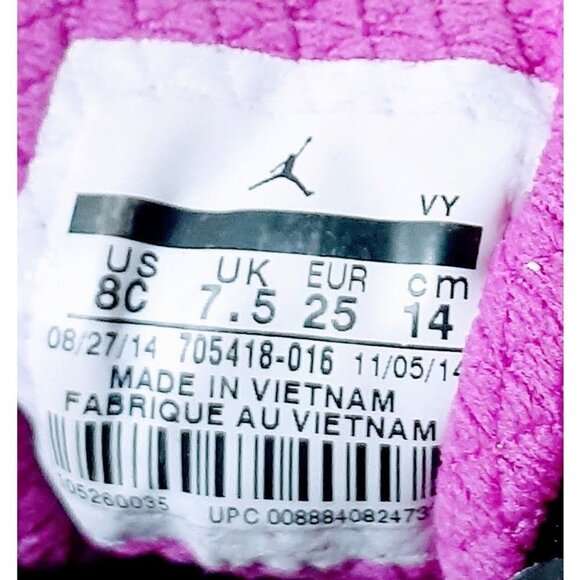 VY
US UK EUR cm
8C 7.5 25 14
08/27/14 705418-016 11/05/14
MADE IN VIETNAM
FABRIQUE AU VIETNAM
UPC